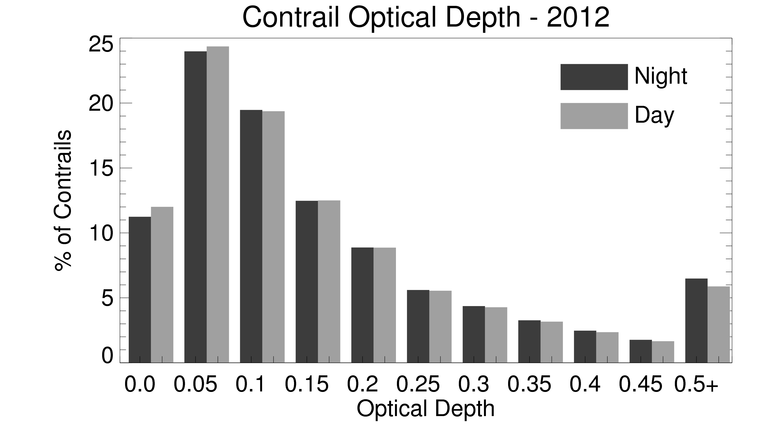 Contrail Optical Depth - 2012
% of Contrails
25
20
15
10
5
0
Night
Day
0.0 0.05 0.1 0.15 0.2 0.25 0.3 0.35 0.4 0.45 0.5+
Optical Depth